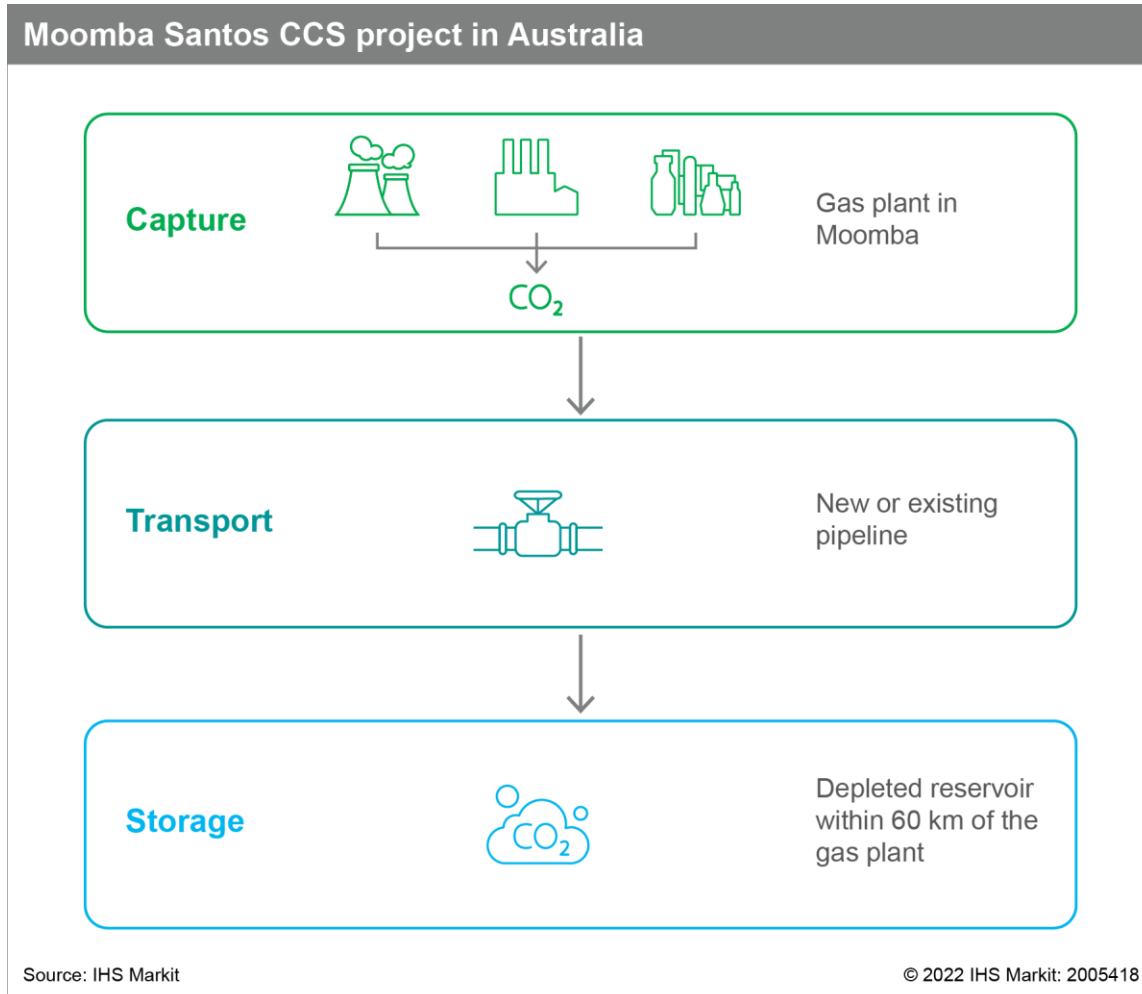 Moomba Santos CCS project in Australia
Capture
Gas plant in
Moomba
CO₂
Transport
New or existing
pipeline
Storage
CO₂
Depleted reservoir
within 60 km of the
gas plant
Source: IHS Markit
© 2022 IHS Markit: 2005418